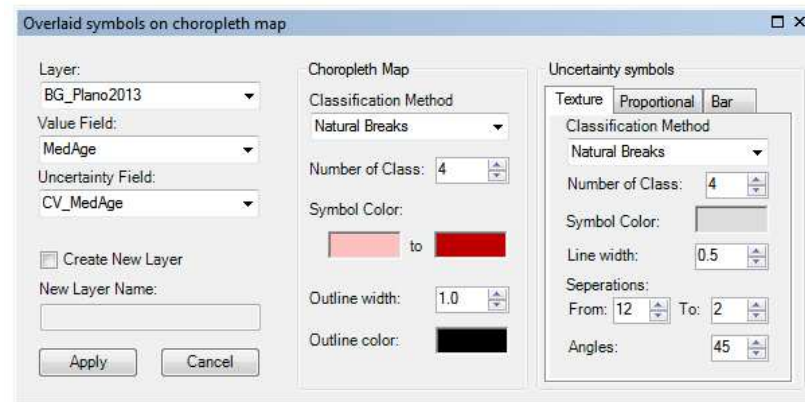 Overlaid symbols on choropleth map
Layer:
BG_Plano2013
Value Field:
MedAge
Uncertainty Field:
CV_MedAge
Create New Layer
New Layer Name:
Apply Cancel
Choropleth Map
Classification Method
Natural Breaks
Number of Class: 4
Symbol Color:
to
Outline width: 1.0
Outline color:
Uncertainty symbols
Texture Proportional Bar
Classification Method
Natural Breaks
Number of Class: 4
Symbol Color:
Line width: 0.5
Seperations:
From: 12 To: 2
Angles: 45